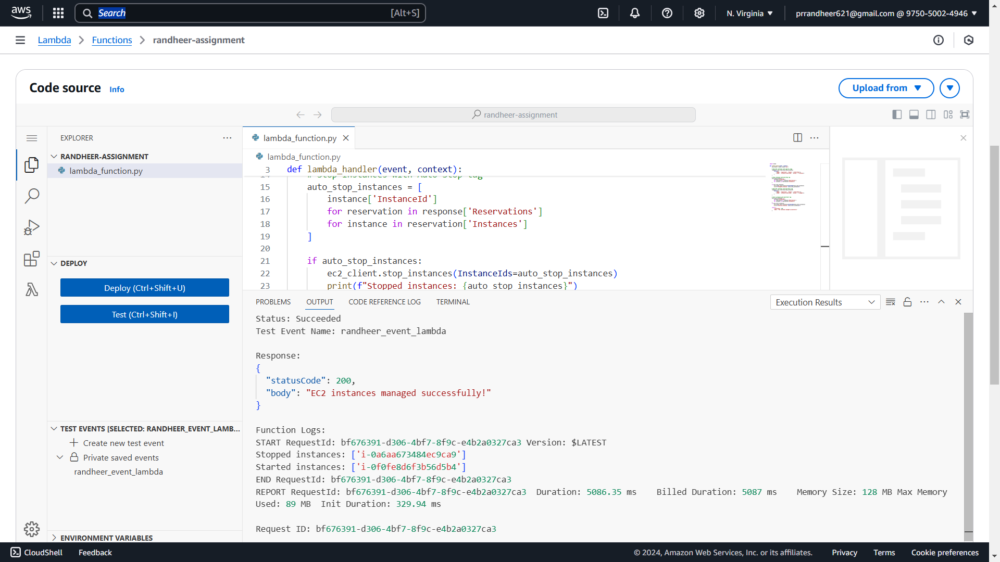 aws
Search [Alt+S]
N. Virginia
prrandheer621@gmail.com @ 9750-5002-4946
Lambda
Functions
randheer-assignment
Code source
Info
Upload from
randheer-assignment
EXPLORER
RANDHEER-ASSIGNMENT
lambda_function.py
DEPLOY
Deploy (Ctrl+Shift+U)
Test (Ctrl+Shift+I)
TEST EVENTS [SELECTED: RANDHEER_EVENT_LAMB...
Create new test event
Private saved events
randheer_event_lambda
ENVIRONMENT VARIABLES
lambda_function.py
lambda_function.py
3 def lambda_handler(event, context):
# Stop instances with Auto-Stop tag
15 auto_stop_instances = [
16 instance['InstanceId']
17 for reservation in response['Reservations']
18 for instance in reservation['Instances']
19 ]
20
21 if auto_stop_instances:
22 ec2_client.stop_instances(InstanceIds=auto_stop_instances)
23 print(f"Stopped instances: {auto_stop_instances}")
PROBLEMS OUTPUT CODE REFERENCE LOG TERMINAL
Execution Results
Status: Succeeded
Test Event Name: randheer_event_lambda
Response:
{
"statusCode": 200,
"body": "EC2 instances managed successfully!"
}
Function Logs:
START RequestId: bf676391-d306-4bf7-8f9c-e4b2a0327ca3 Version: $LATEST
Stopped instances: ['i-0a6aa673484ec9ca9']
Started instances: ['i-0f0fe8d6f3b56d5b4']
END RequestId: bf676391-d306-4bf7-8f9c-e4b2a0327ca3
REPORT RequestId: bf676391-d306-4bf7-8f9c-e4b2a0327ca3 Duration: 5086.35 ms Billed Duration: 5087 ms Memory Size: 128 MB Max Memory
Used: 89 MB Init Duration: 329.94 ms
Request ID: bf676391-d306-4bf7-8f9c-e4b2a0327ca3
CloudShell
Feedback
© 2024, Amazon Web Services, Inc. or its affiliates.
Privacy
Terms
Cookie preferences